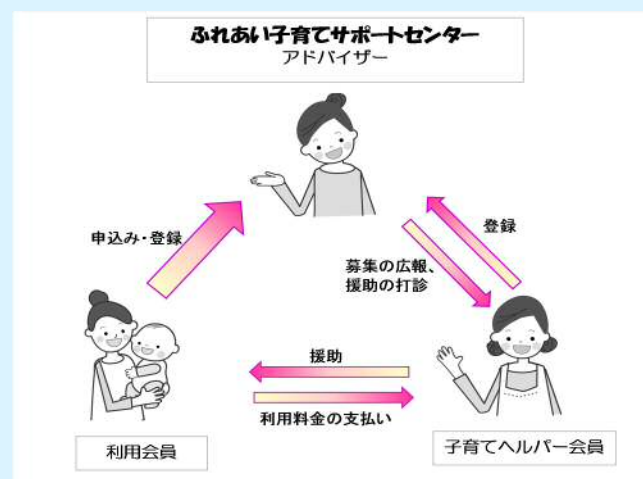 ふれあい子育てサポートセンター
アドバイザー
申込み・登録
登録
募集の広報、
援助の打診
援助
利用料金の支払い
利用会員
子育てヘルパー会員